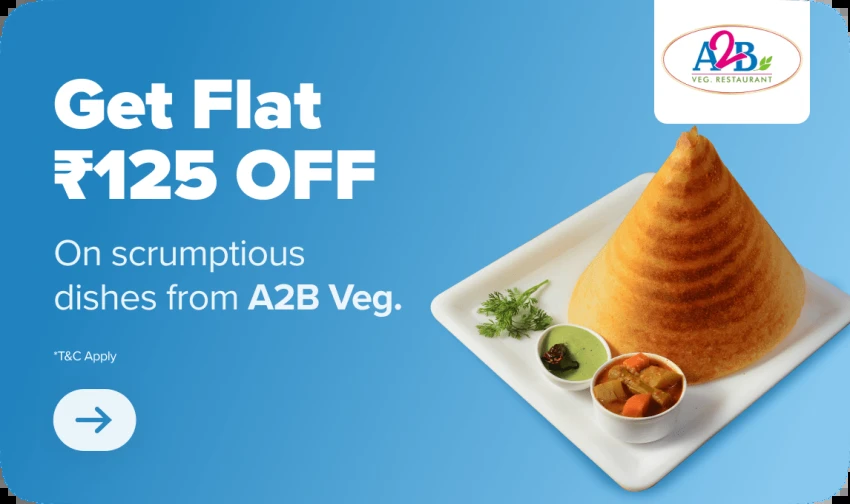 A2B
VEG. RESTAURANT
Get Flat
₹125 OFF
On scrumptious
dishes from A2B Veg.
*T&C Apply